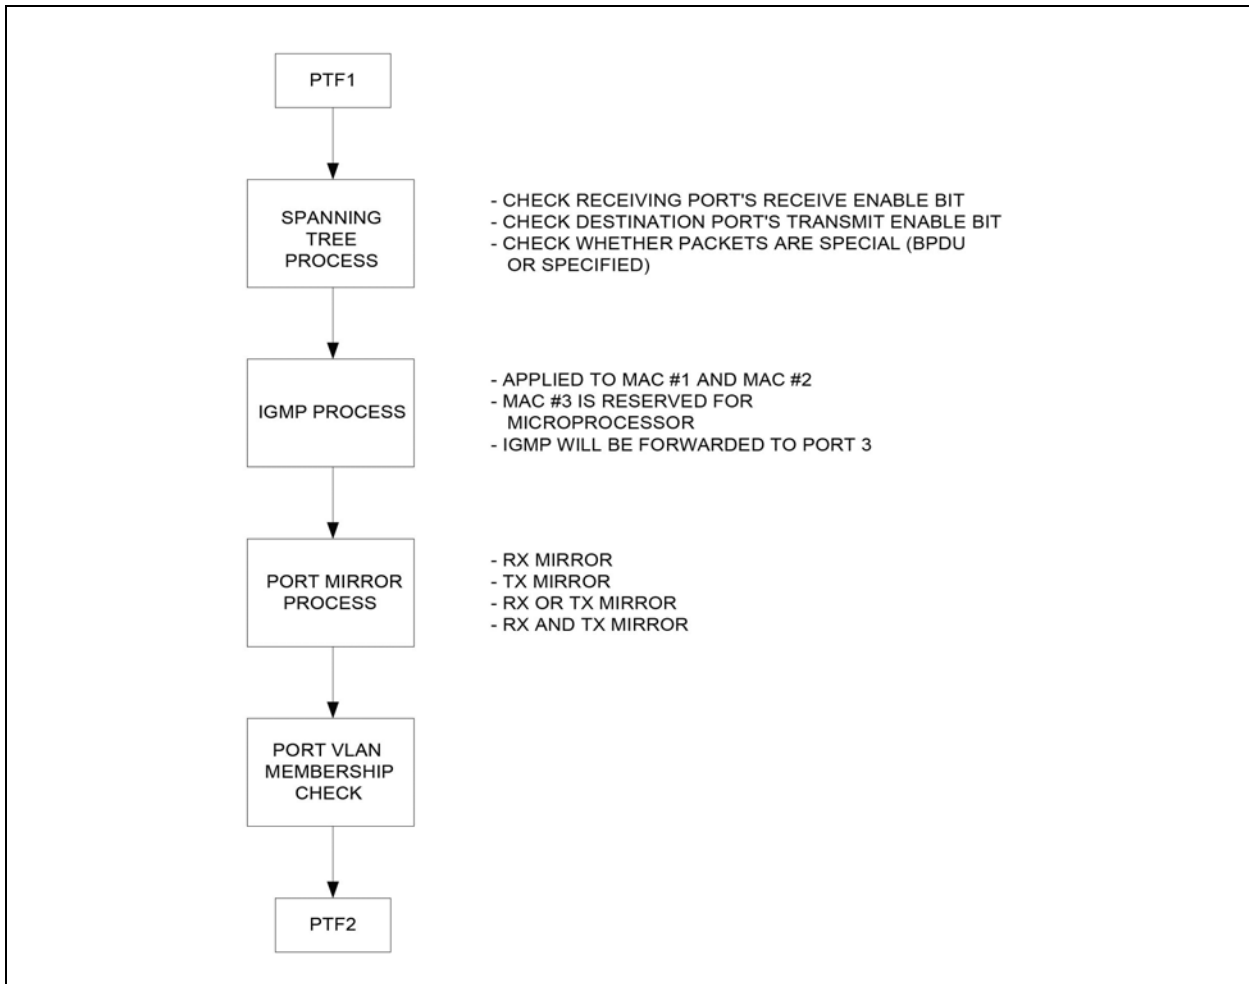 PTF1
SPANNING
TREE
PROCESS
- CHECK RECEIVING PORT'S RECEIVE ENABLE BIT
- CHECK DESTINATION PORT'S TRANSMIT ENABLE BIT
- CHECK WHETHER PACKETS ARE SPECIAL (BPDU
OR SPECIFIED)
IGMP PROCESS
- APPLIED TO MAC #1 AND MAC #2
- MAC #3 IS RESERVED FOR
MICROPROCESSOR
- IGMP WILL BE FORWARDED TO PORT 3
PORT MIRROR
PROCESS
- RX MIRROR
- TX MIRROR
- RX OR TX MIRROR
- RX AND TX MIRROR
PORT VLAN
MEMBERSHIP
CHECK
PTF2